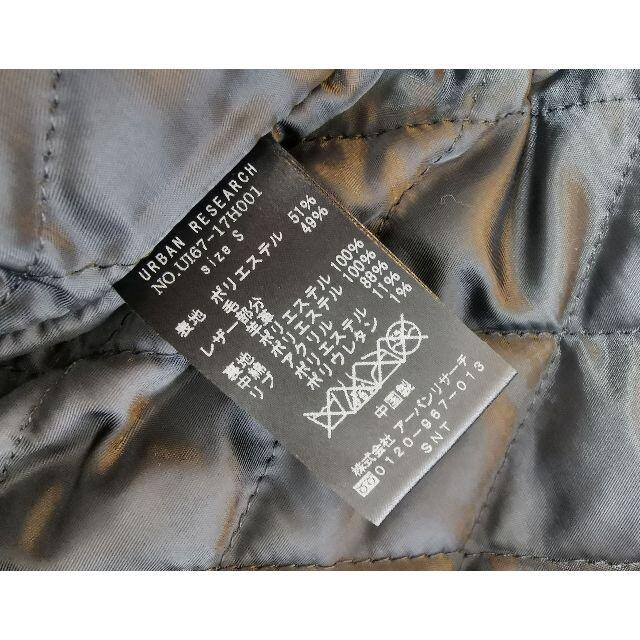 URBAN RESEARCH
NO.UI67-17H001
size S
表地 ポリエステル 51%
毛 49%
レザー部分
羊革
裏地 ポリエステル 100%
中綿 ポリエステル 100%
リブ アクリル 88%
ポリエステル 11%
ポリウレタン 1%
中国製
株式会社 アーバンリサーチ
0120-967-013
SNT